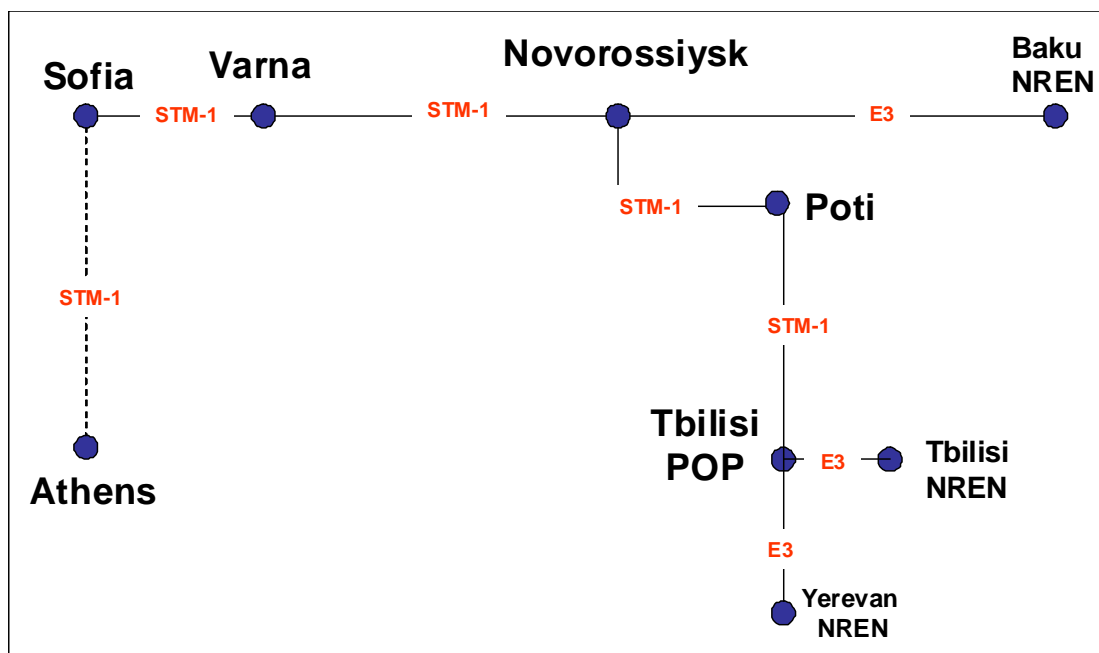 Sofia
Varna
Novorossiysk
Baku
NREN
STM-1
STM-1
E3
STM-1
Poti
STM-1
STM-1
Athens
Tbilisi
POP
E3
Tbilisi
NREN
E3
Yerevan
NREN